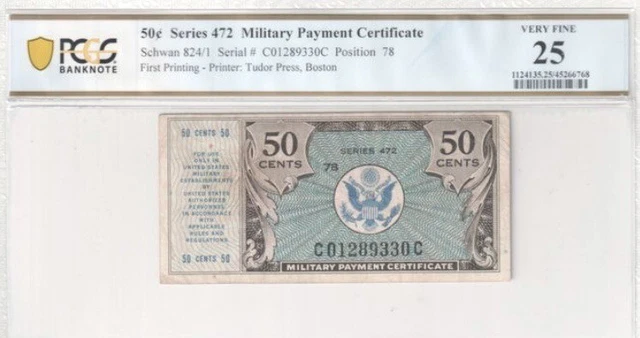 PCGS
BANKNOTE
50¢ Series 472 Military Payment Certificate
Schwan 824/1 Serial # C01289330C Position 78
First Printing - Printer: Tudor Press, Boston
VERY FINE
25
1124135.25/45266768
50 CENTS 50
FOR USE
ONLY IN
UNITED STATES
MILITARY
ESTABLISHMENTS
BY
UNITED STATES
AUTHORIZED
PERSONNEL
IN ACCORDANCE
WITH
APPLICABLE
RULES AND
REGULATIONS.
50 CENTS 50
50
CENTS
SERIES 472
78
50
CENTS
C01289330C
MILITARY PAYMENT CERTIFICATE